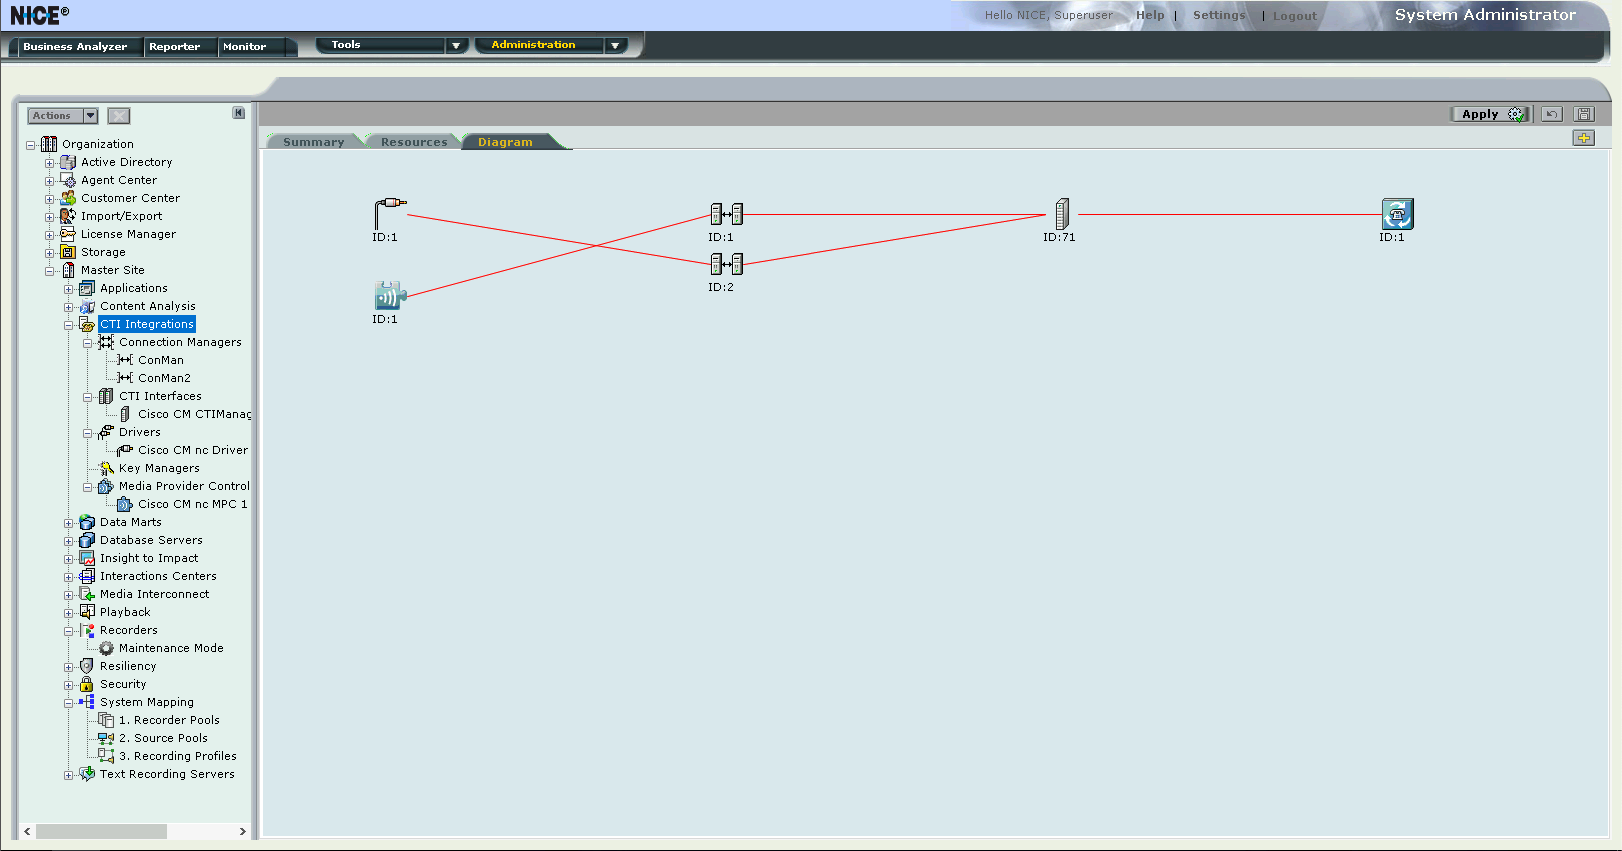 NICE®
Hello NICE, Superuser Help | Settings | Logout
System Administrator
Business Analyzer Reporter Monitor Tools Administration
Actions
Apply
Summary Resources Diagram
Organization
Active Directory
Agent Center
Customer Center
Import/Export
License Manager
Storage
Master Site
Applications
Content Analysis
CTI Integrations
Connection Managers
ConMan
ConMan2
CTI Interfaces
Cisco CM CTIManag
Drivers
Cisco CM nc Driver
Key Managers
Media Provider Control
Cisco CM nc MPC 1
Data Marts
Database Servers
Insight to Impact
Interactions Centers
Media Interconnect
Playback
Recorders
Maintenance Mode
Resiliency
Security
System Mapping
1. Recorder Pools
2. Source Pools
3. Recording Profiles
Text Recording Servers
ID:1 ID:1 ID:71 ID:1
ID:2
ID:1